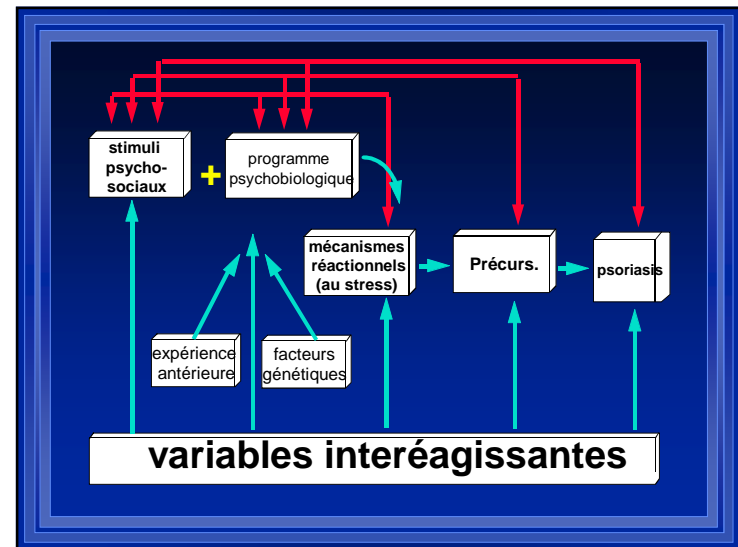 stimuli
psycho-
sociaux
+
programme
psychobiologique
mécanismes
réactionnels
(au stress)
Précurs.
psoriasis
expérience
antérieure
facteurs
génétiques
variables interéagissantes